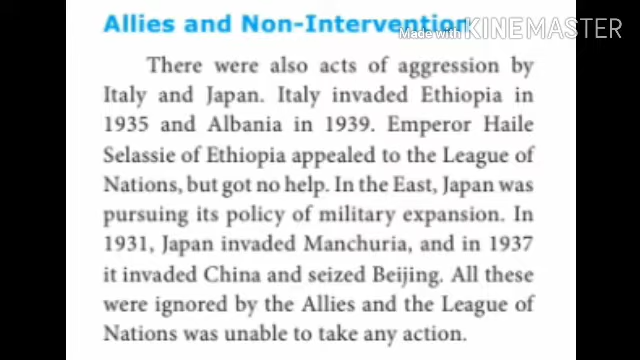 Allies and Non-Intervention
Made with KINEMASTER
There were also acts of aggression by
Italy and Japan. Italy invaded Ethiopia in
1935 and Albania in 1939. Emperor Haile
Selassie of Ethiopia appealed to the League of
Nations, but got no help. In the East, Japan was
pursuing its policy of military expansion. In
1931, Japan invaded Manchuria, and in 1937
it invaded China and seized Beijing. All these
were ignored by the Allies and the League of
Nations was unable to take any action.